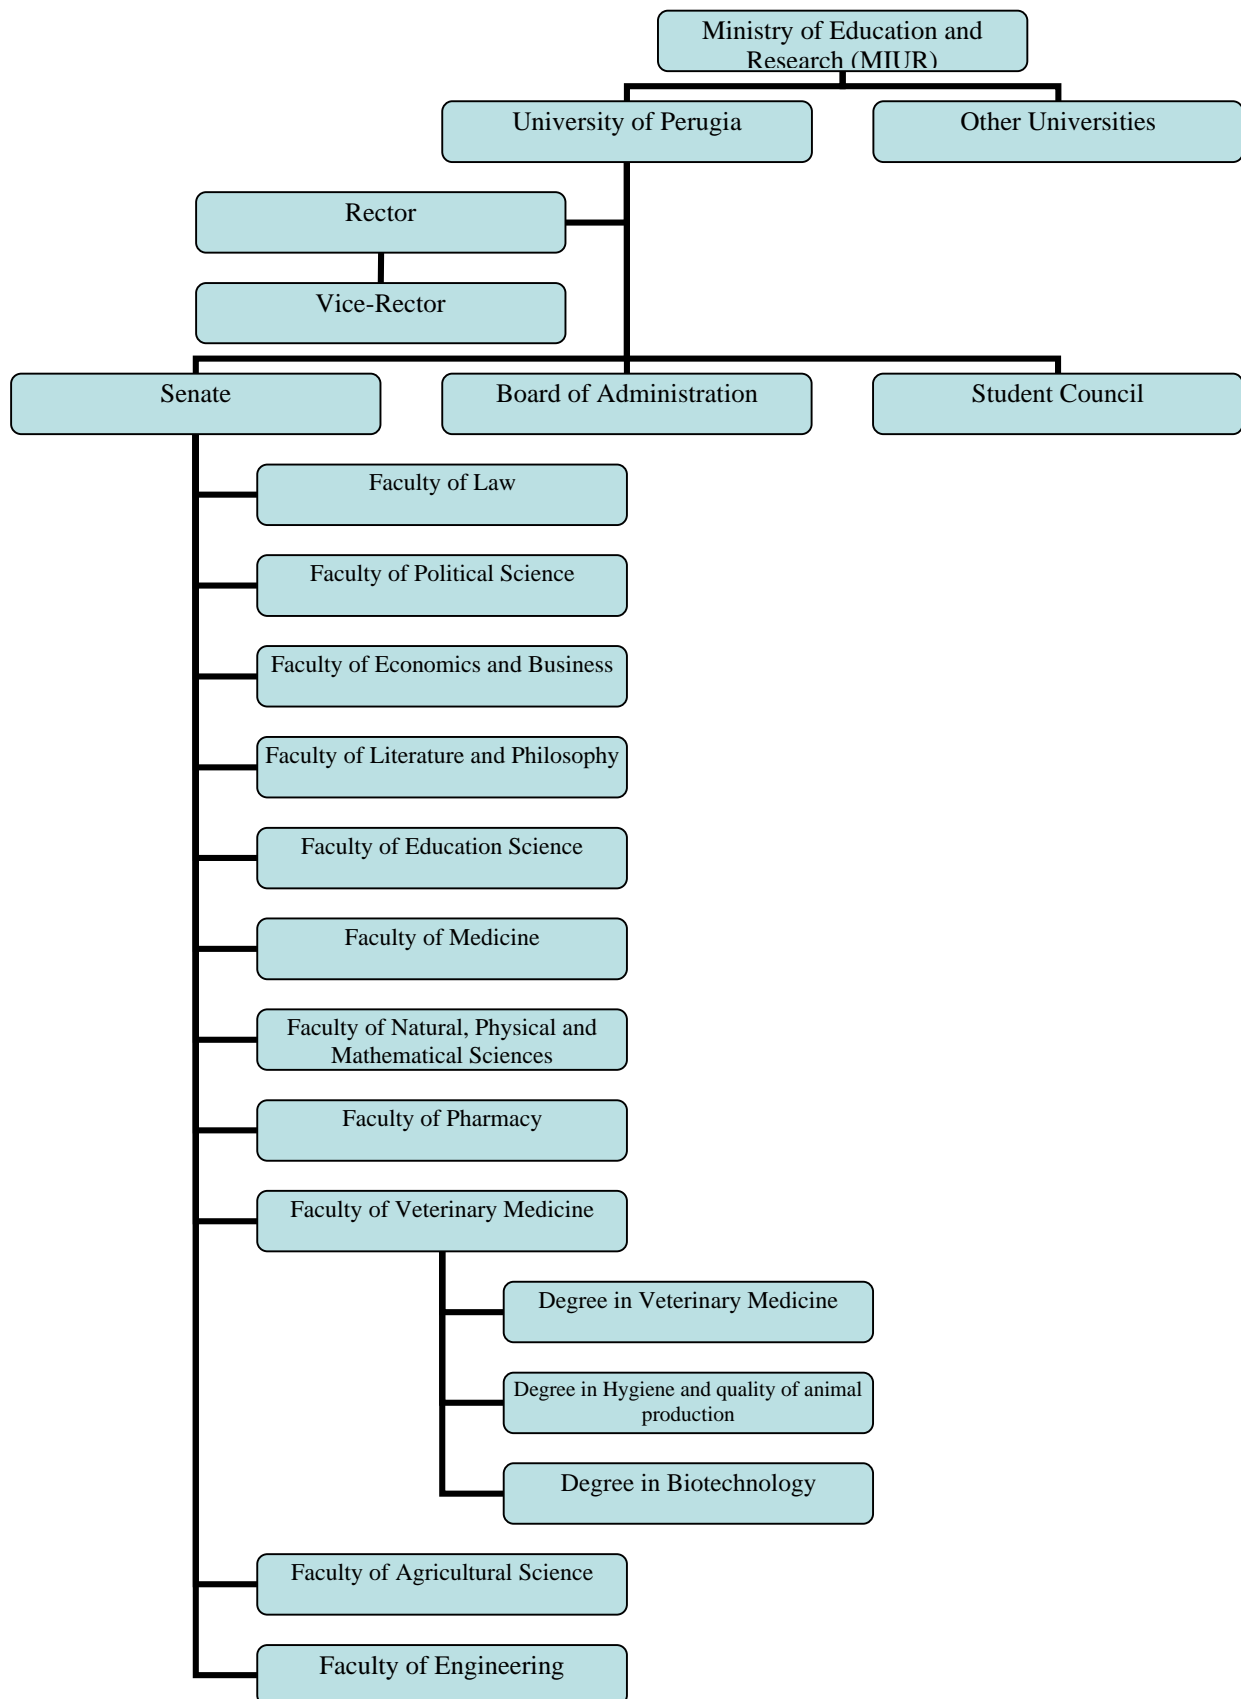 Ministry of Education and
Research (MIUR)
University of Perugia
Other Universities
Rector
Vice-Rector
Senate
Board of Administration
Student Council
Faculty of Law
Faculty of Political Science
Faculty of Economics and Business
Faculty of Literature and Philosophy
Faculty of Education Science
Faculty of Medicine
Faculty of Natural, Physical and
Mathematical Sciences
Faculty of Pharmacy
Faculty of Veterinary Medicine
Degree in Veterinary Medicine
Degree in Hygiene and quality of animal
production
Degree in Biotechnology
Faculty of Agricultural Science
Faculty of Engineering